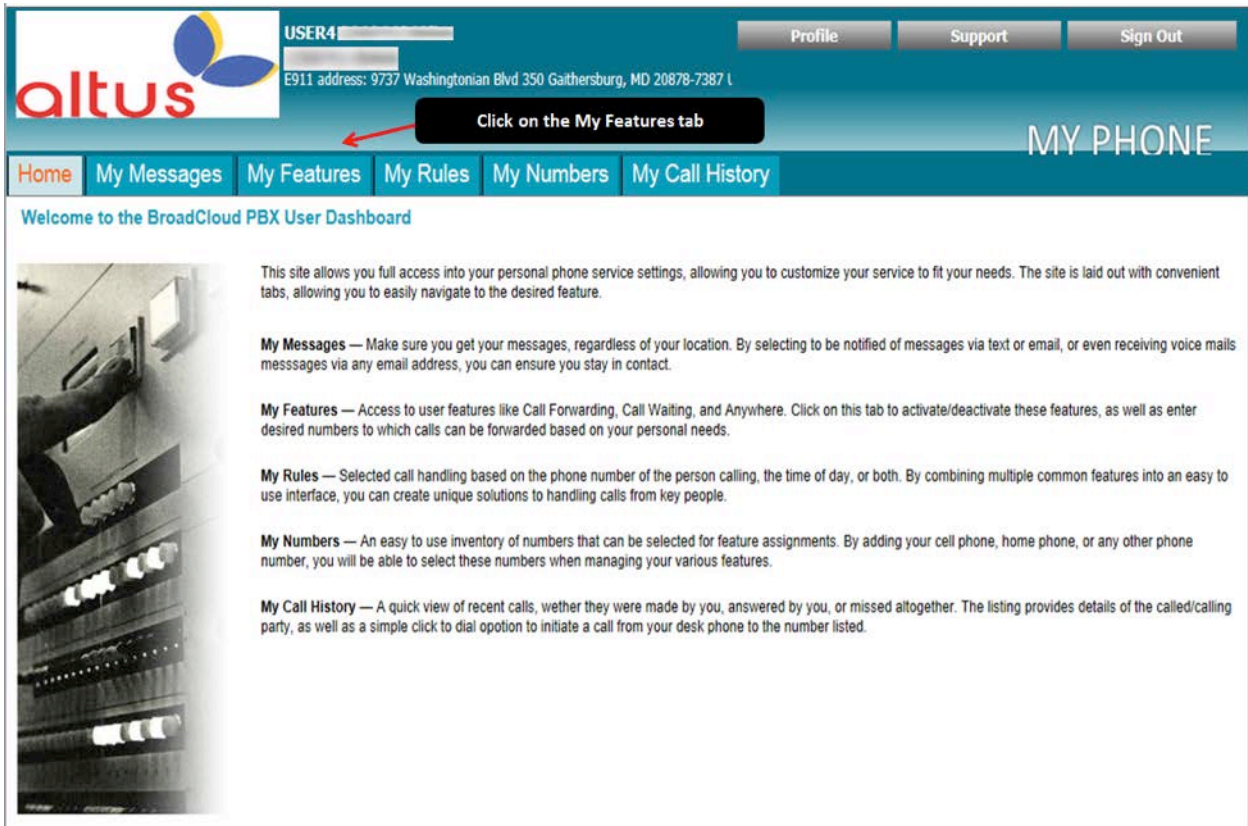 altus
USER4
E911 address: 9737 Washingtonian Blvd 350 Gaithersburg, MD 20878-7387 U
Profile
Support
Sign Out
Click on the My Features tab
MY PHONE
Home
My Messages
My Features
My Rules
My Numbers
My Call History
Welcome to the BroadCloud PBX User Dashboard
This site allows you full access into your personal phone service settings, allowing you to customize your service to fit your needs. The site is laid out with convenient
tabs, allowing you to easily navigate to the desired feature.
My Messages — Make sure you get your messages, regardless of your location. By selecting to be notified of messages via text or email, or even receiving voice mails
messsages via any email address, you can ensure you stay in contact.
My Features — Access to user features like Call Forwarding, Call Waiting, and Anywhere. Click on this tab to activate/deactivate these features, as well as enter
desired numbers to which calls can be forwarded based on your personal needs.
My Rules — Selected call handling based on the phone number of the person calling, the time of day, or both. By combining multiple common features into an easy to
use interface, you can create unique solutions to handling calls from key people.
My Numbers — An easy to use inventory of numbers that can be selected for feature assignments. By adding your cell phone, home phone, or any other phone
number, you will be able to select these numbers when managing your various features.
My Call History — A quick view of recent calls, wether they were made by you, answered by you, or missed altogether. The listing provides details of the called/calling
party, as well as a simple click to dial opotion to initiate a call from your desk phone to the number listed.